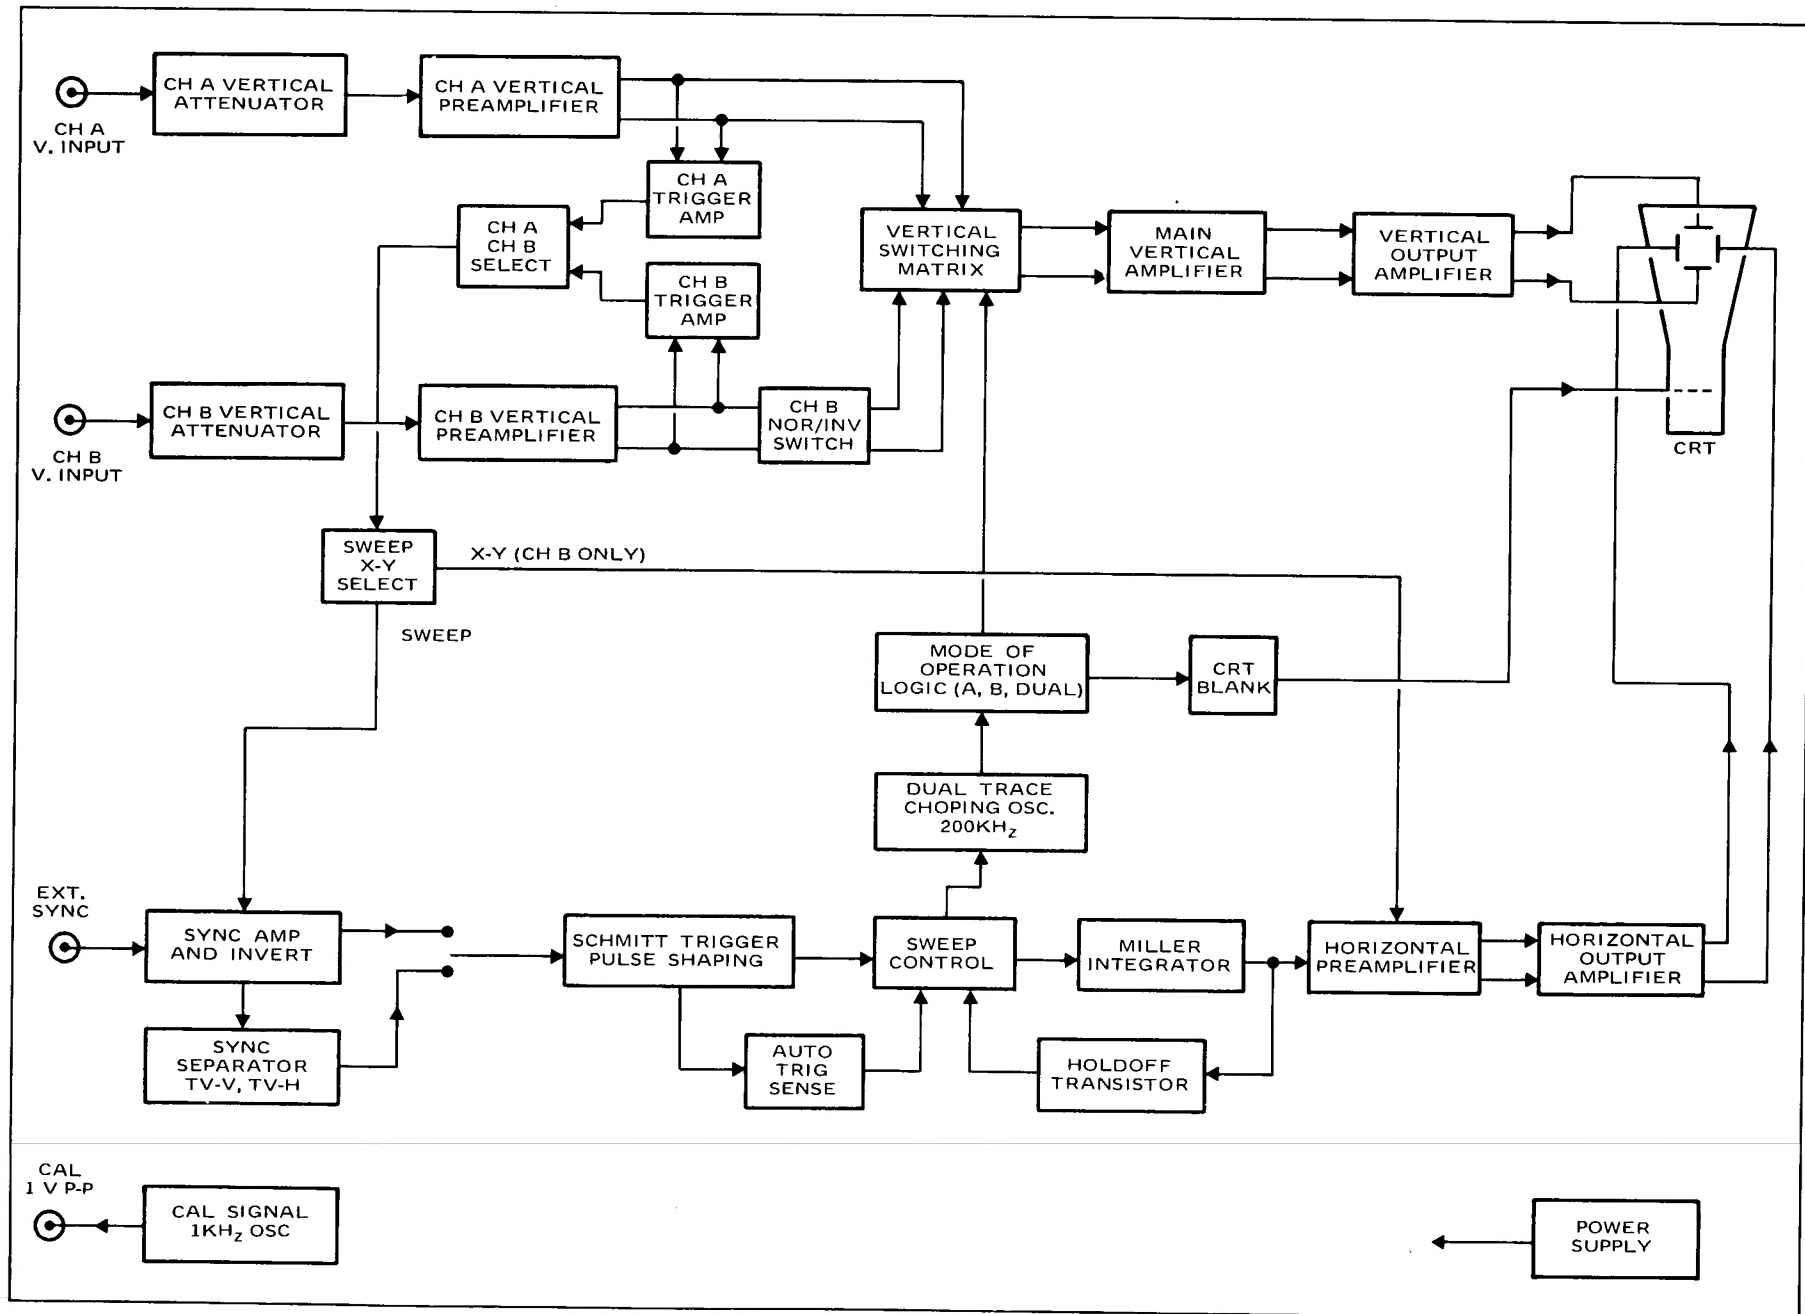 CH A VERTICAL
ATTENUATOR
CH A VERTICAL
PREAMPLIFIER
CH A
V. INPUT
CH A
TRIGGER
AMP
CH A
CH B
SELECT
CH B
TRIGGER
AMP
VERTICAL
SWITCHING
MATRIX
MAIN
VERTICAL
AMPLIFIER
VERTICAL
OUTPUT
AMPLIFIER
CRT
CH B VERTICAL
ATTENUATOR
CH B VERTICAL
PREAMPLIFIER
CH B
NOR/INV
SWITCH
CH B
V. INPUT
SWEEP
X-Y
SELECT
X-Y (CH B ONLY)
SWEEP
MODE OF
OPERATION
LOGIC (A, B, DUAL)
CRT
BLANK
DUAL TRACE
CHOPING OSC.
200KHz
EXT.
SYNC
SYNC AMP
AND INVERT
SCHMITT TRIGGER
PULSE SHAPING
SWEEP
CONTROL
MILLER
INTEGRATOR
HORIZONTAL
PREAMPLIFIER
HORIZONTAL
OUTPUT
AMPLIFIER
SYNC
SEPARATOR
TV-V, TV-H
AUTO
TRIG
SENSE
HOLDOFF
TRANSISTOR
CAL
1 V P-P
CAL SIGNAL
1KHz OSC
POWER
SUPPLY